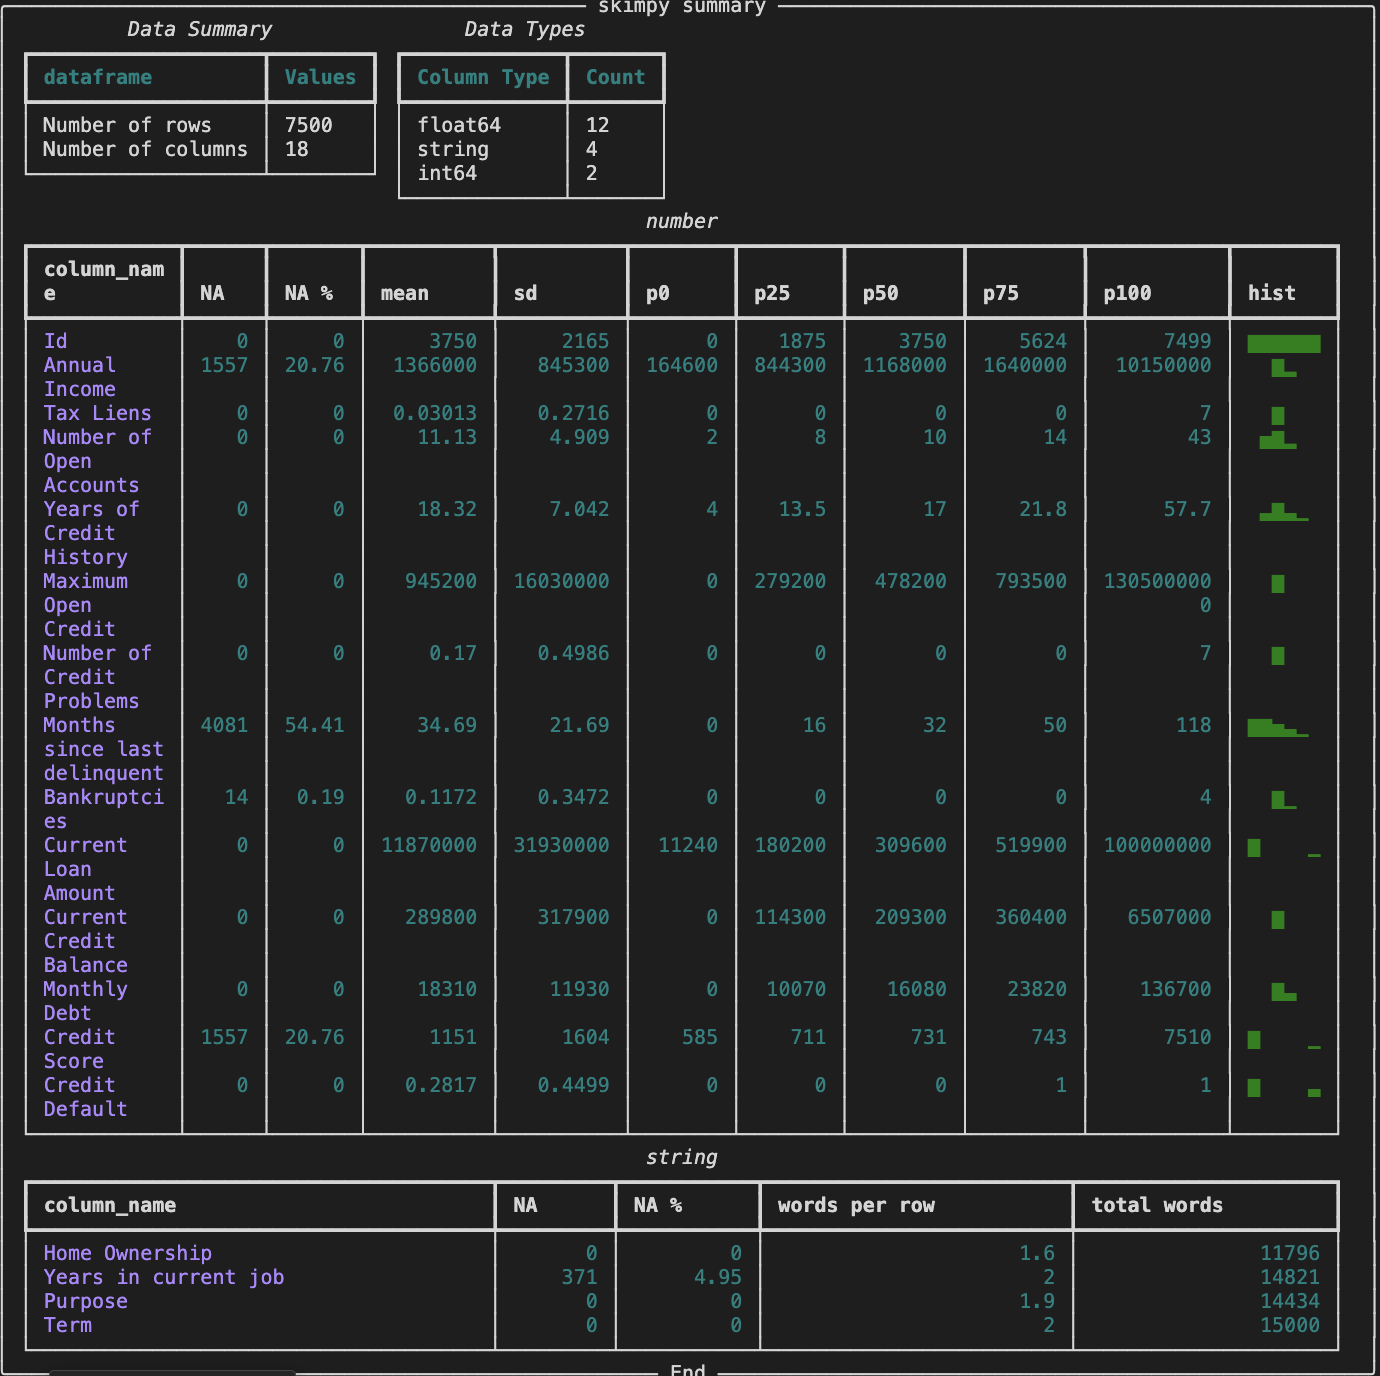 skimpy summary
Data Summary Data Types
dataframe Values Column Type Count
Number of rows 7500 float64 12
Number of columns 18 string 4
int64 2
number
column_nam
e NA NA % mean sd p0 p25 p50 p75 p100 hist
Id 0 0 3750 2165 0 1875 3750 5624 7499
Annual 1557 20.76 1366000 845300 164600 844300 1168000 1640000 10150000
Income
Tax Liens 0 0 0.03013 0.2716 0 0 0 0 7
Number of 0 0 11.13 4.909 2 8 10 14 43
Open
Accounts
Years of 0 0 18.32 7.042 4 13.5 17 21.8 57.7
Credit
History
Maximum 0 0 945200 16030000 0 279200 478200 793500 130500000
Open 0
Credit
Number of 0 0 0.17 0.4986 0 0 0 0 7
Credit
Problems
Months 4081 54.41 34.69 21.69 0 16 32 50 118
since last
delinquent
Bankruptci 14 0.19 0.1172 0.3472 0 0 0 0 4
es
Current 0 0 11870000 31930000 11240 180200 309600 519900 100000000
Loan
Amount
Current 0 0 289800 317900 0 114300 209300 360400 6507000
Credit
Balance
Monthly 0 0 18310 11930 0 10070 16080 23820 136700
Debt
Credit 1557 20.76 1151 1604 585 711 731 743 7510
Score
Credit 0 0 0.2817 0.4499 0 0 0 1 1
Default
string
column_name NA NA % words per row total words
Home Ownership 0 0 1.6 11796
Years in current job 371 4.95 2 14821
Purpose 0 0 1.9 14434
Term 0 0 2 15000
End